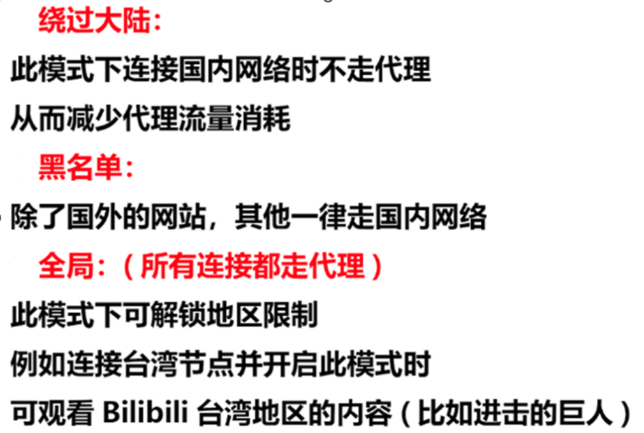 绕过大陆：
此模式下连接国内网络时不走代理
从而减少代理流量消耗
黑名单：
除了国外的网站，其他一律走国内网络
全局：（所有连接都走代理）
此模式下可解锁地区限制
例如连接台湾节点并开启此模式时
可观看 Bilibili 台湾地区的内容（比如进击的巨人）